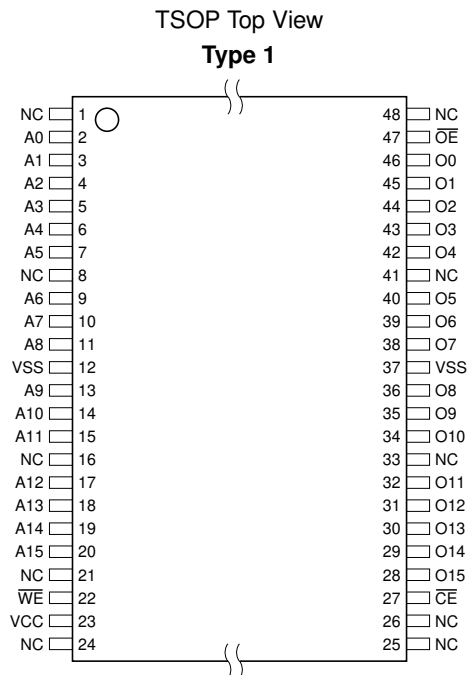 TSOP Top View
Type 1
NC 1 48 NC
A0 2 47 O̅E̅
A1 3 46 O0
A2 4 45 O1
A3 5 44 O2
A4 6 43 O3
A5 7 42 O4
NC 8 41 NC
A6 9 40 O5
A7 10 39 O6
A8 11 38 O7
VSS 12 37 VSS
A9 13 36 O8
A10 14 35 O9
A11 15 34 O10
NC 16 33 NC
A12 17 32 O11
A13 18 31 O12
A14 19 30 O13
A15 20 29 O14
NC 21 28 O15
W̅E̅ 22 27 C̅E̅
VCC 23 26 NC
NC 24 25 NC